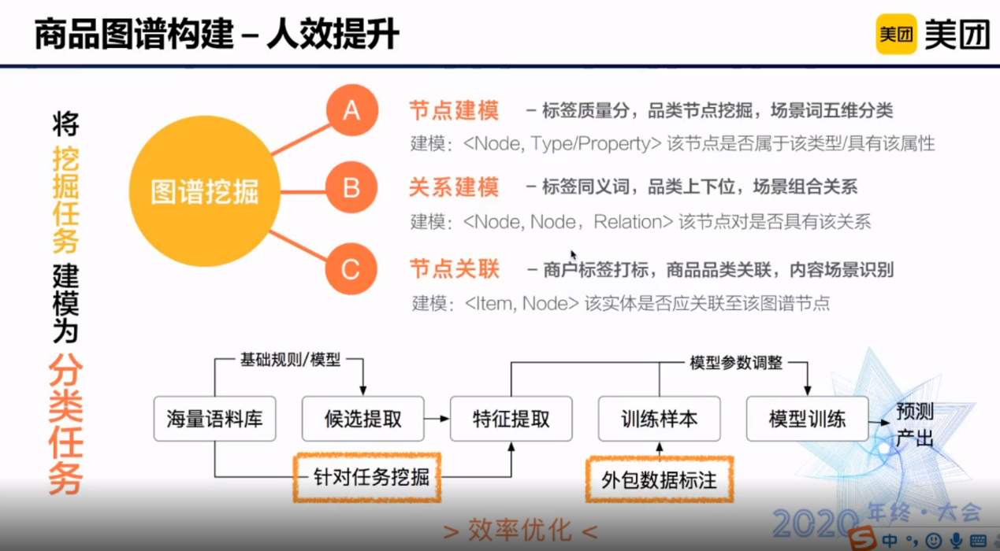 商品图谱构建 – 人效提升
美团 美团
将挖掘任务建模为分类任务
图谱挖掘
A
节点建模 – 标签质量分，品类节点挖掘，场景词五维分类
建模：<Node, Type/Property> 该节点是否属于该类型/具有该属性
B
关系建模 – 标签同义词，品类上下位，场景组合关系
建模：<Node, Node，Relation> 该节点对是否具有该关系
C
节点关联 – 商户标签打标，商品品类关联，内容场景识别
建模：<Item, Node> 该实体是否应关联至该图谱节点
基础规则/模型
模型参数调整
海量语料库
候选提取
特征提取
训练样本
模型训练
预测
产出
针对任务挖掘
外包数据标注
> 效率优化 <
2020 年终·大会
S 中